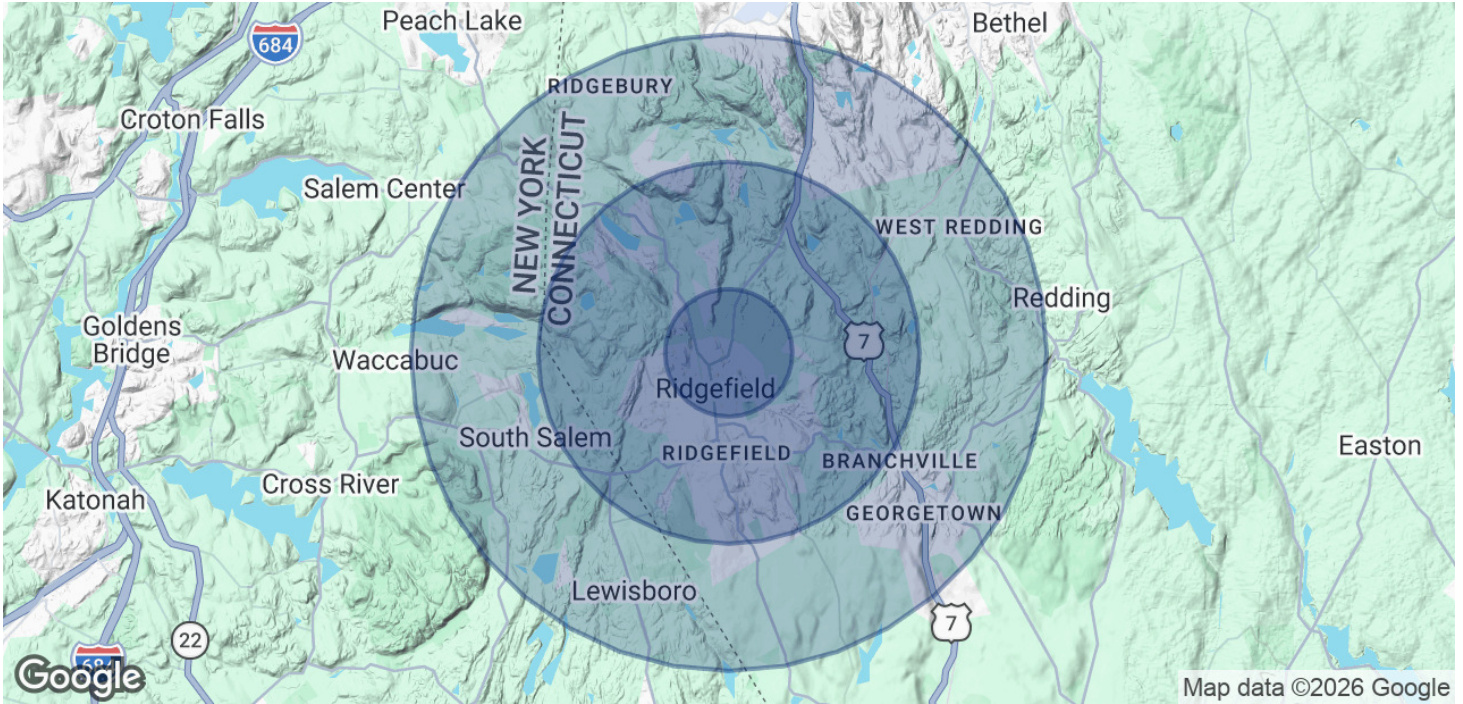 Peach Lake
Bethel
684
RIDGEBURY
Croton Falls
NEW YORK
CONNECTICUT
Salem Center
WEST REDDING
Redding
Goldens
Bridge
7
Waccabuc
Ridgefield
South Salem
RIDGEFIELD
BRANCHVILLE
Easton
Cross River
Katonah
GEORGETOWN
Lewisboro
7
22
684
Google
Map data ©2026 Google